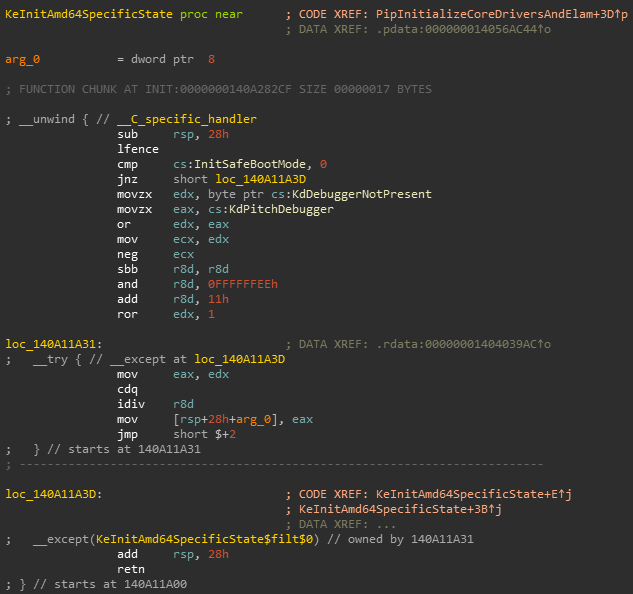 KeInitAmd64SpecificState proc near ; CODE XREF: PipInitializeCoreDriversAndElam+3D↑p
; DATA XREF: .pdata:000000014056AC44↑o
arg_0 = dword ptr 8
; FUNCTION CHUNK AT INIT:0000000140A282CF SIZE 00000017 BYTES
; __unwind { // __C_specific_handler
sub rsp, 28h
lfence
cmp cs:InitSafeBootMode, 0
jnz short loc_140A11A3D
movzx edx, byte ptr cs:KdDebuggerNotPresent
movzx eax, cs:KdPitchDebugger
or edx, eax
mov ecx, edx
neg ecx
sbb r8d, r8d
and r8d, 0FFFFFFEEh
add r8d, 11h
ror edx, 1
loc_140A11A31: ; DATA XREF: .rdata:00000001404039AC↑o
; __try { // __except at loc_140A11A3D
mov eax, edx
cdq
idiv r8d
mov [rsp+28h+arg_0], eax
jmp short $+2
; } // starts at 140A11A31
; ---------------------------------------------------------------------------
loc_140A11A3D: ; CODE XREF: KeInitAmd64SpecificState+E↑j
; KeInitAmd64SpecificState+3B↑j
; DATA XREF: ...
; __except(KeInitAmd64SpecificState$filt$0) // owned by 140A11A31
add rsp, 28h
retn
; } // starts at 140A11A00